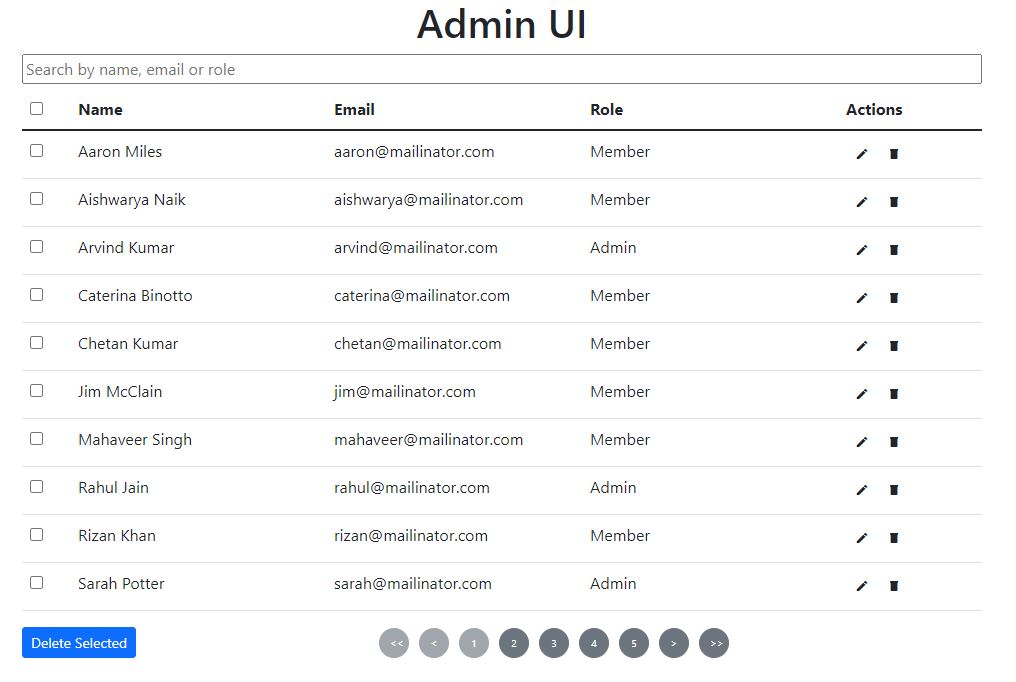 Admin UI
Search by name, email or role
Name Email Role Actions
Aaron Miles aaron@mailinator.com Member
Aishwarya Naik aishwarya@mailinator.com Member
Arvind Kumar arvind@mailinator.com Admin
Caterina Binotto caterina@mailinator.com Member
Chetan Kumar chetan@mailinator.com Member
Jim McClain jim@mailinator.com Member
Mahaveer Singh mahaveer@mailinator.com Member
Rahul Jain rahul@mailinator.com Admin
Rizan Khan rizan@mailinator.com Member
Sarah Potter sarah@mailinator.com Admin
Delete Selected << < 1 2 3 4 5 > >>